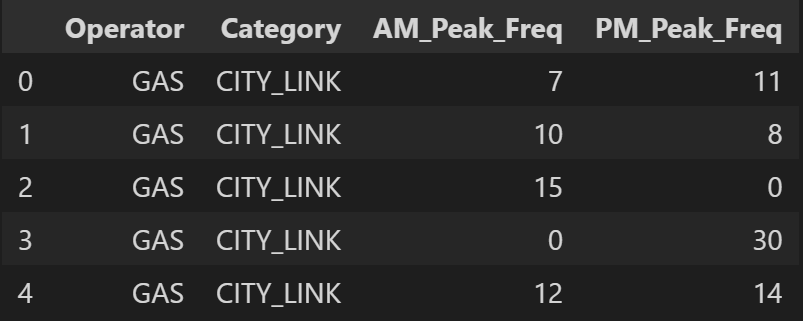 Operator Category AM_Peak_Freq PM_Peak_Freq
0 GAS CITY_LINK 7 11
1 GAS CITY_LINK 10 8
2 GAS CITY_LINK 15 0
3 GAS CITY_LINK 0 30
4 GAS CITY_LINK 12 14